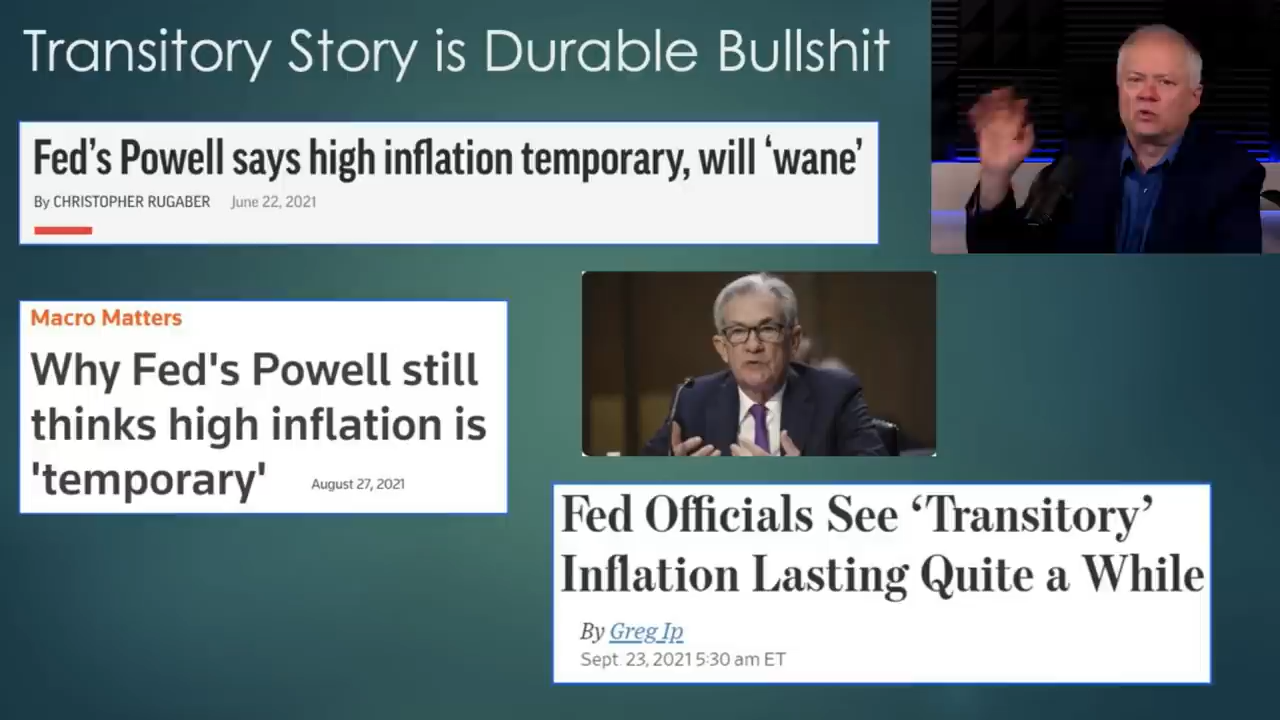 Transitory Story is Durable Bullshit
Fed's Powell says high inflation temporary, will ‘wane’
By CHRISTOPHER RUGABER June 22, 2021
Macro Matters
Why Fed's Powell still
thinks high inflation is
'temporary' August 27, 2021
Fed Officials See ‘Transitory’
Inflation Lasting Quite a While
By Greg Ip
Sept. 23, 2021 5:30 am ET